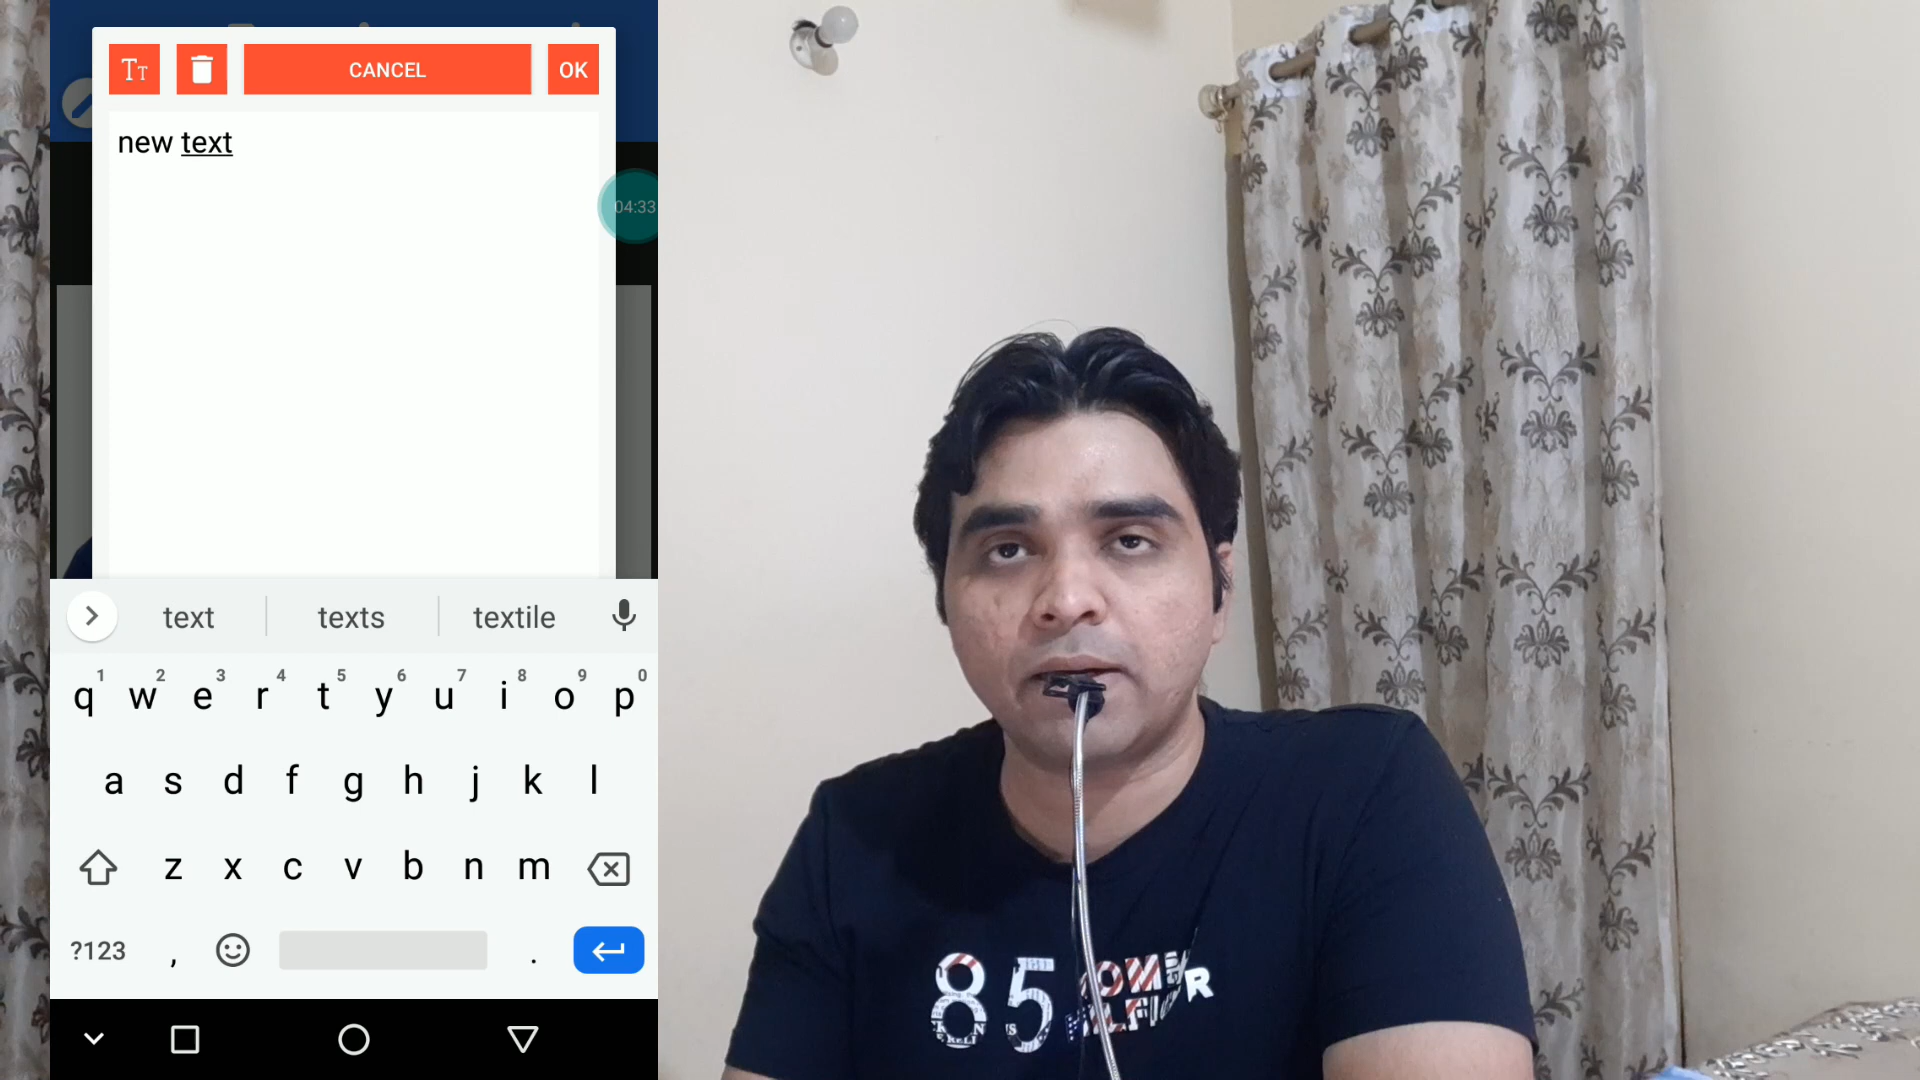 Tт CANCEL OK
new text
04:33
text texts textile
1 2 3 4 5 6 7 8 9 0
q w e r t y u i o p
a s d f g h j k l
z x c v b n m
?123 , .
85